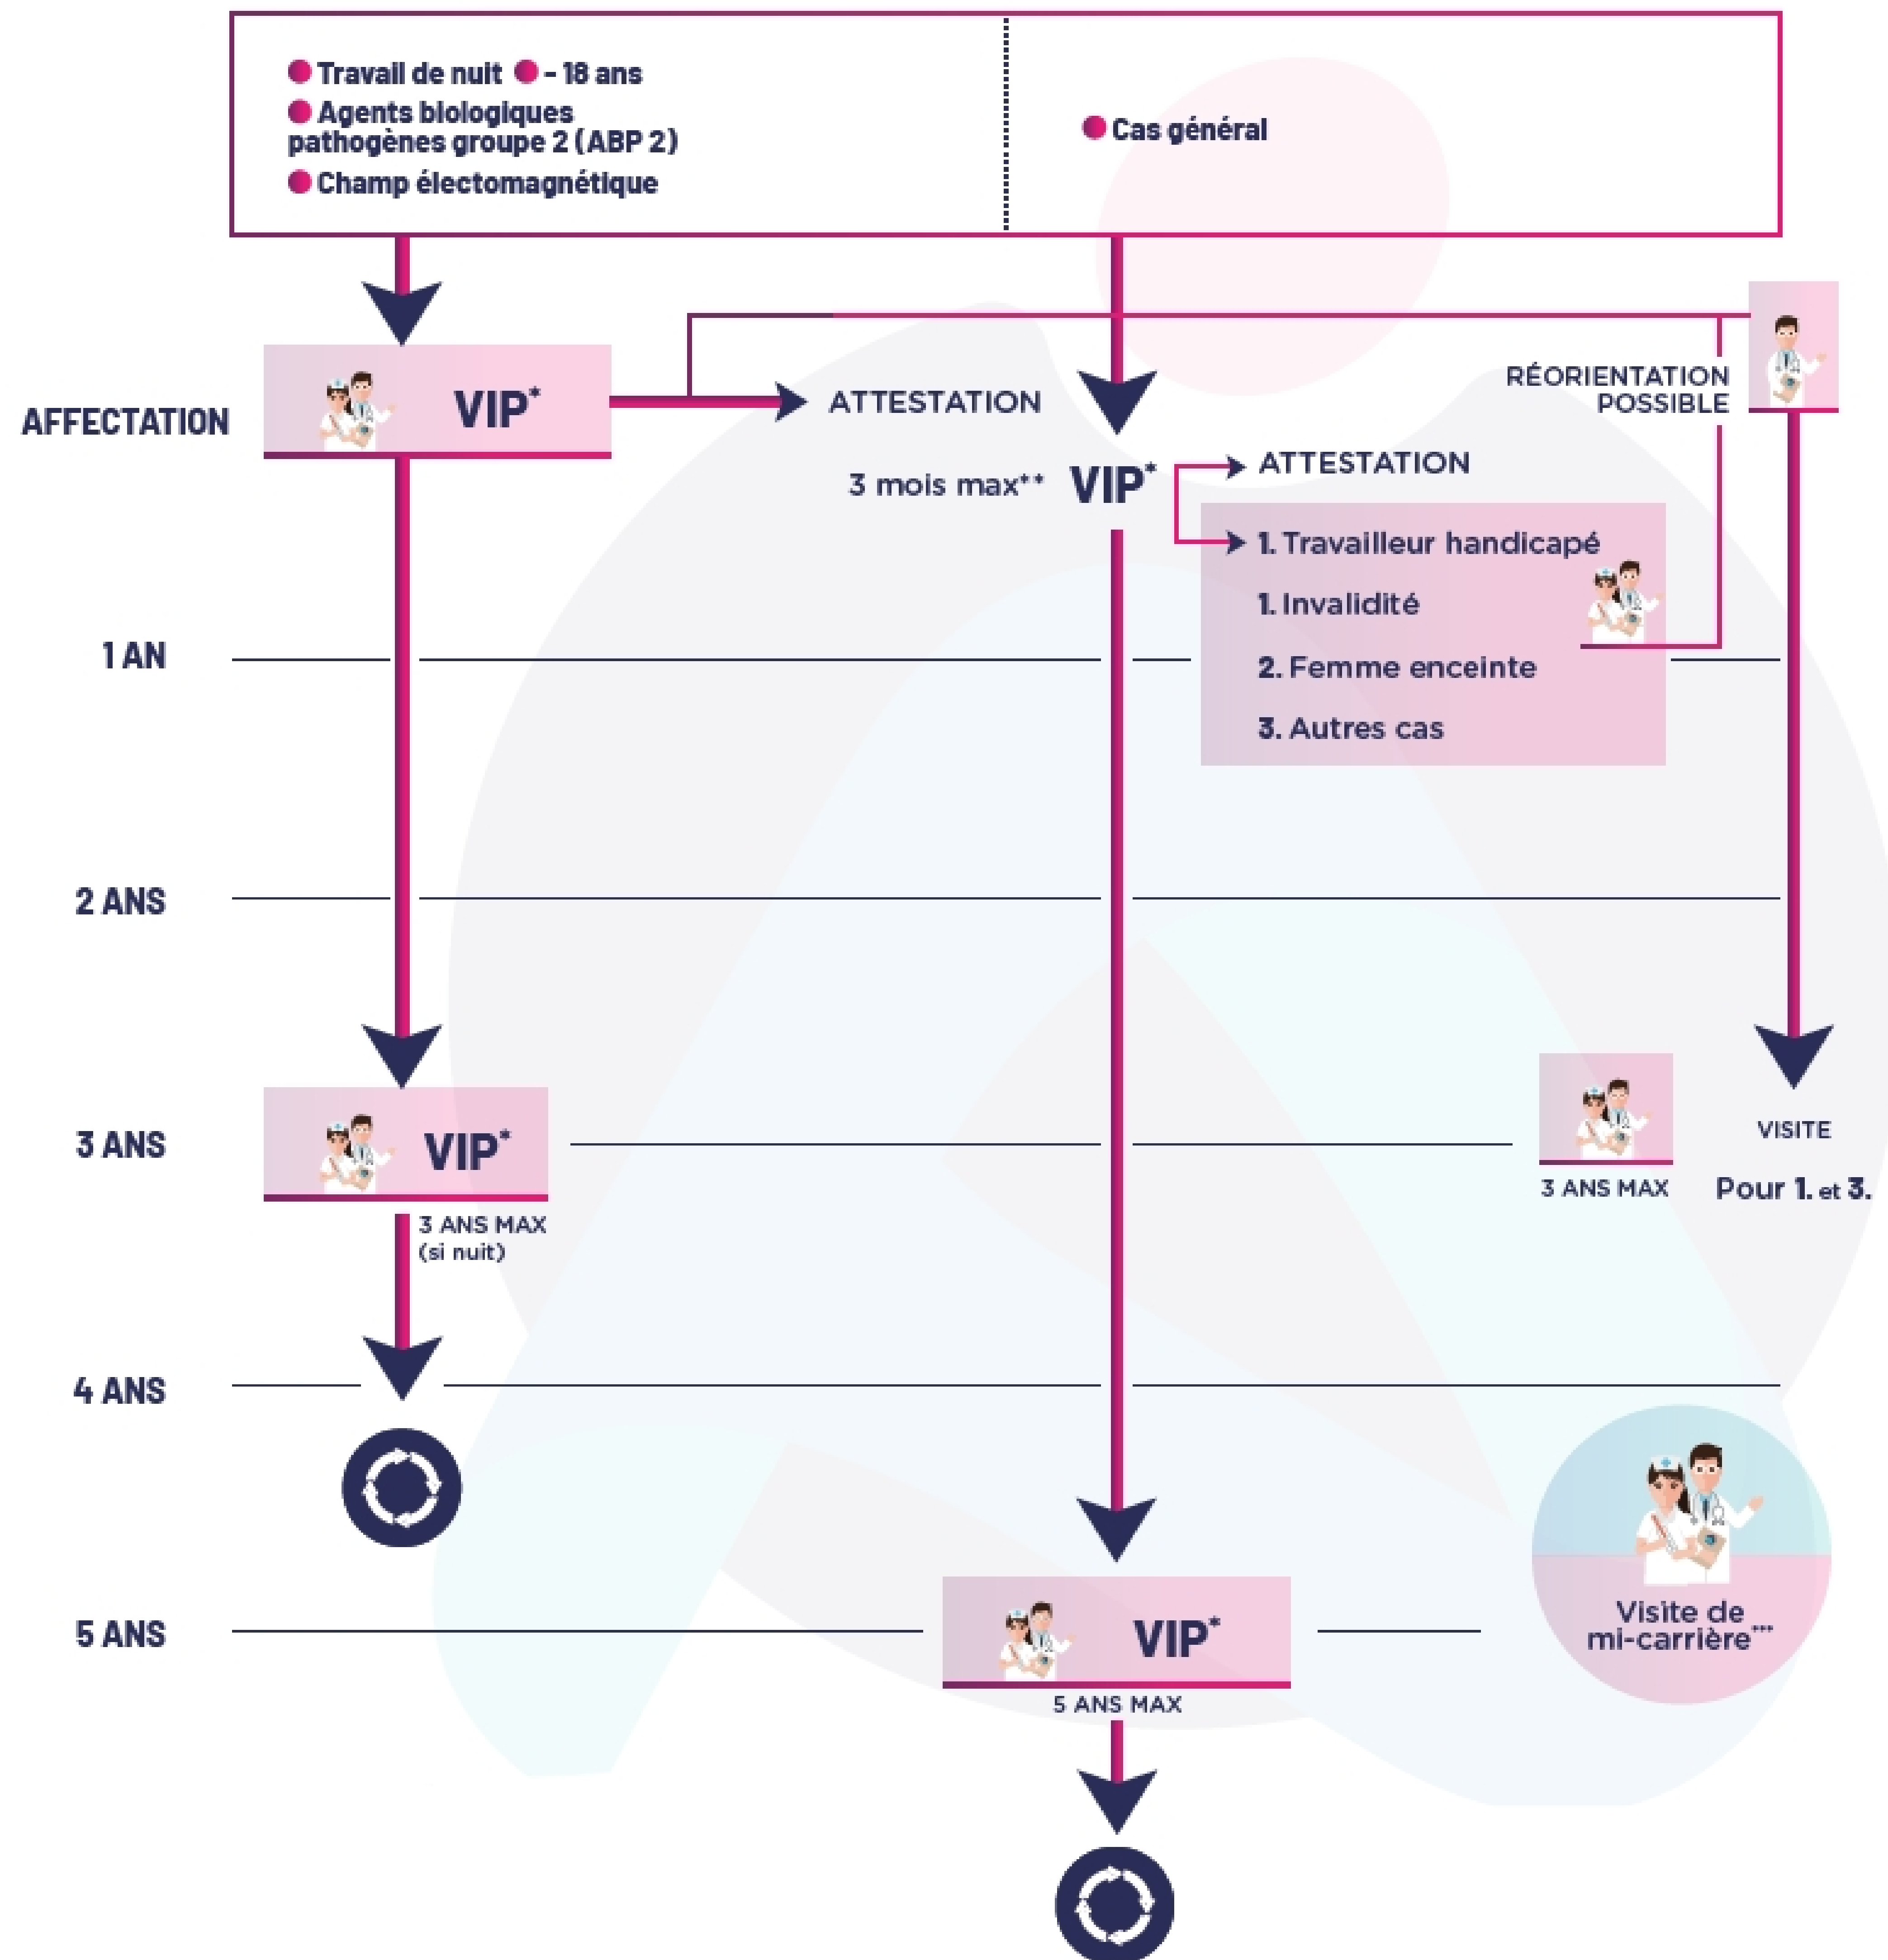 ● Travail de nuit ● - 18 ans
● Agents biologiques
pathogènes groupe 2 (ABP 2)
● Champ électomagnétique
● Cas général
AFFECTATION
VIP*
ATTESTATION
RÉORIENTATION
POSSIBLE
3 mois max** VIP*
ATTESTATION
1. Travailleur handicapé
1. Invalidité
2. Femme enceinte
3. Autres cas
1 AN
2 ANS
3 ANS
VIP*
3 ANS MAX
(si nuit)
3 ANS MAX
VISITE
Pour 1. et 3.
4 ANS
5 ANS
VIP*
5 ANS MAX
Visite de
mi-carrière***